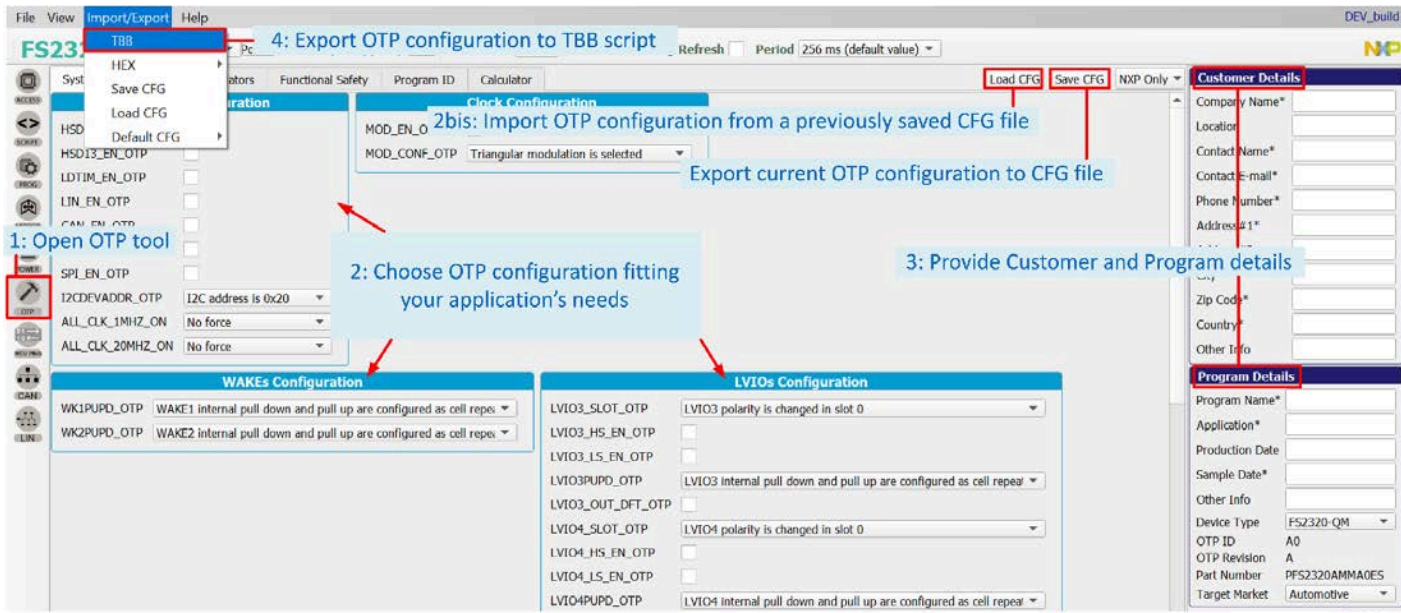 File View Import/Export Help
DEV_build
TBB
HEX
Save CFG
Load CFG
Default CFG
4: Export OTP configuration to TBB script
Refresh
Period 256 ms (default value)
NXP
Functional Safety Program ID Calculator
Load CFG Save CFG NXP Only
Clock Configuration
2bis: Import OTP configuration from a previously saved CFG file
MOD_CONF_OTP Triangular modulation is selected
Export current OTP configuration to CFG file
ACCESS
SCRIPT
PROG
1: Open OTP tool
POWER
OTP
CAN
LIN
HSD13_EN_OTP
LDTIM_EN_OTP
LIN_EN_OTP
CAN_EN_OTP
SPI_EN_OTP
I2CDEVADDR_OTP I2C address is 0x20
ALL_CLK_1MHZ_ON No force
ALL_CLK_20MHZ_ON No force
2: Choose OTP configuration fitting
your application's needs
WAKEs Configuration
WK1PUPD_OTP WAKE1 internal pull down and pull up are configured as cell
WK2PUPD_OTP WAKE2 internal pull down and pull up are configured as cell
LVIOs Configuration
LVIO3_SLOT_OTP LVIO3 polarity is changed in slot 0
LVIO3_HS_EN_OTP
LVIO3_LS_EN_OTP
LVIO3PUPD_OTP LVIO3 internal pull down and pull up are configured as cell
LVIO3_OUT_DFT_OTP
LVIO4_SLOT_OTP LVIO4 polarity is changed in slot 0
LVIO4_HS_EN_OTP
LVIO4_LS_EN_OTP
LVIO4PUPD_OTP LVIO4 internal pull down and pull up are configured as cell
Customer Details
Company Name*
Location
Contact Name*
Contact E-mail*
Phone Number*
Address #1*
3: Provide Customer and Program details
Zip Code*
Country*
Other Info
Program Details
Program Name*
Application*
Production Date
Sample Date*
Other Info
Device Type FS2320-QM
OTP ID A0
OTP Revision A
Part Number PFS2320AMMA0ES
Target Market Automotive